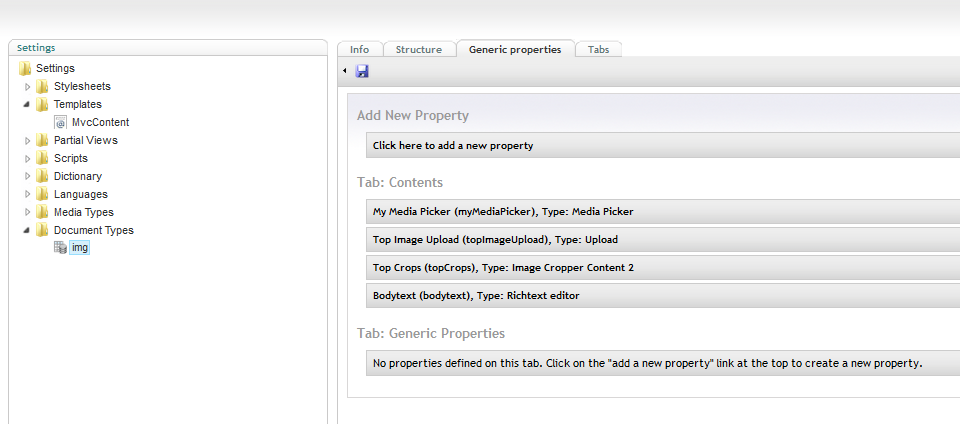 Settings
Settings
Stylesheets
Templates
MvcContent
Partial Views
Scripts
Dictionary
Languages
Media Types
Document Types
img
Info
Structure
Generic properties
Tabs
Add New Property
Click here to add a new property
Tab: Contents
My Media Picker (myMediaPicker), Type: Media Picker
Top Image Upload (topImageUpload), Type: Upload
Top Crops (topCrops), Type: Image Cropper Content 2
Bodytext (bodytext), Type: Richtext editor
Tab: Generic Properties
No properties defined on this tab. Click on the "add a new property" link at the top to create a new property.